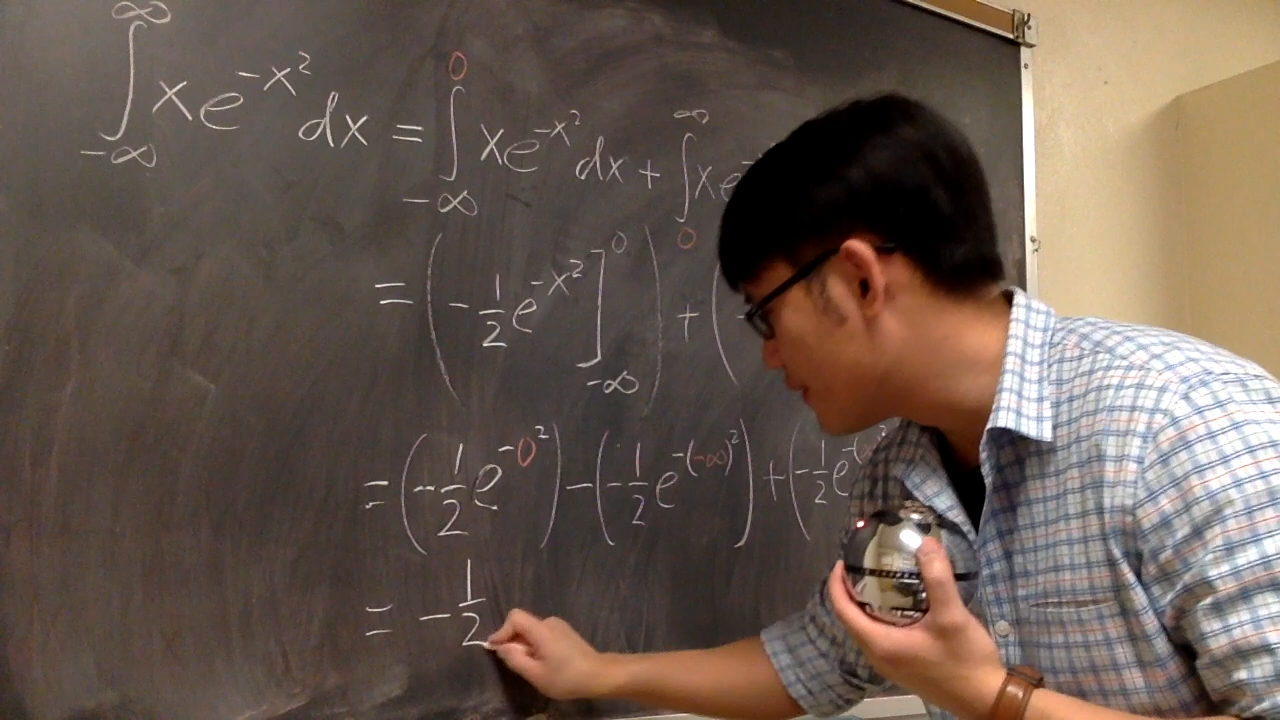 ∫_{-∞}^{∞} xe^{-x²} dx = ∫_{-∞}^{0} xe^{-x²} dx + ∫_{0}^{∞} xe^-
= ( -1/2 e^{-x²} ]_{-∞}^{0} ) + ( -
= ( -1/2 e^{-0²} ) - ( -1/2 e^{-(-∞)²} ) + ( -1/2 e^{-(∞)²}
= -1/2